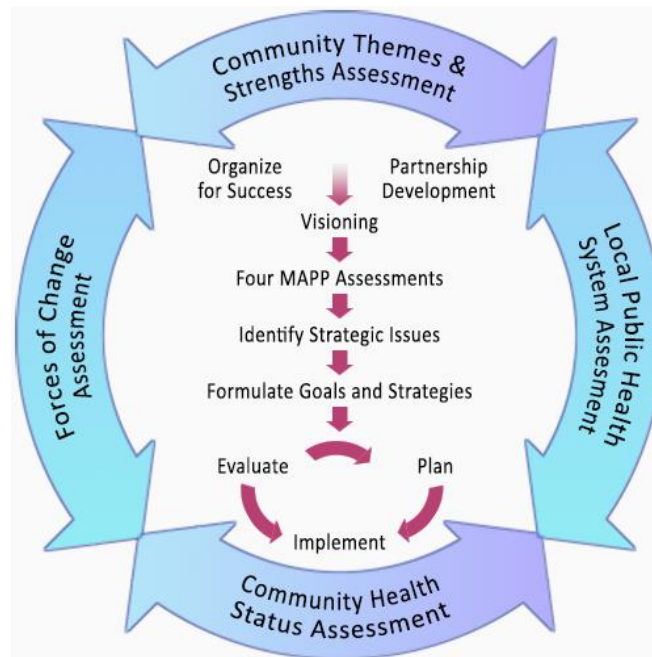 Community Themes &
Strengths Assessment
Organize
for Success
Partnership
Development
Visioning
Four MAPP Assessments
Identify Strategic Issues
Formulate Goals and Strategies
Evaluate
Plan
Implement
Forces of Change
Assessment
Local Public Health
System Assesment
Community Health
Status Assessment